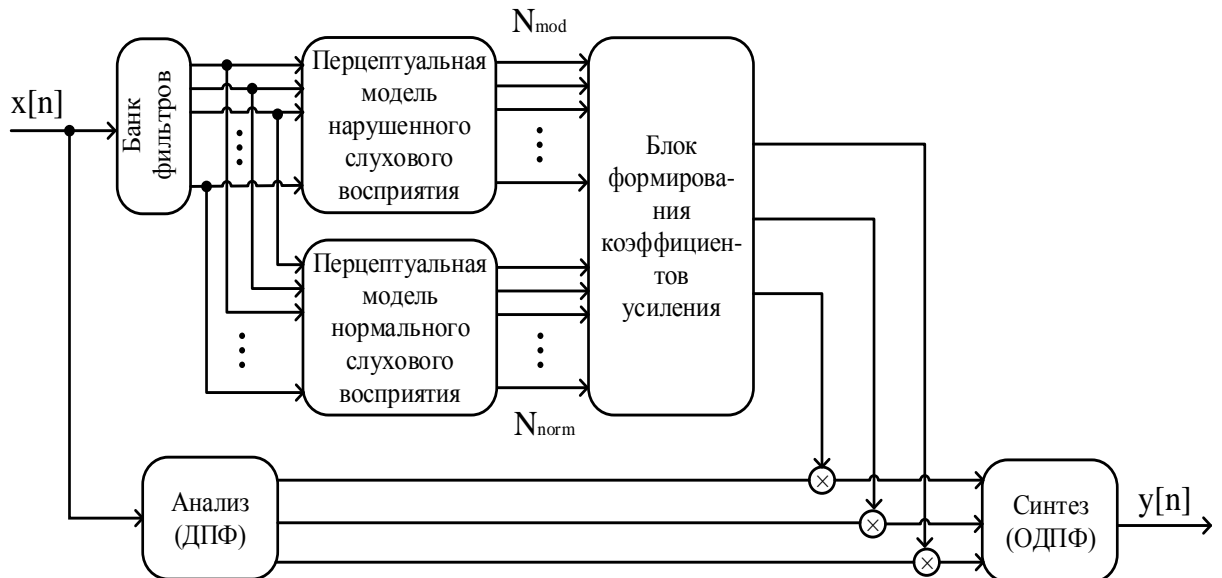 N_mod
x[n]
Банк
фильтров
Перцептуальная
модель
нарушенного
слухового
восприятия
Блок
формирова-
ния
коэффициен-
тов
усиления
Перцептуальная
модель
нормального
слухового
восприятия
N_norm
Анализ
(ДПФ)
Синтез
(ОДПФ)
y[n]